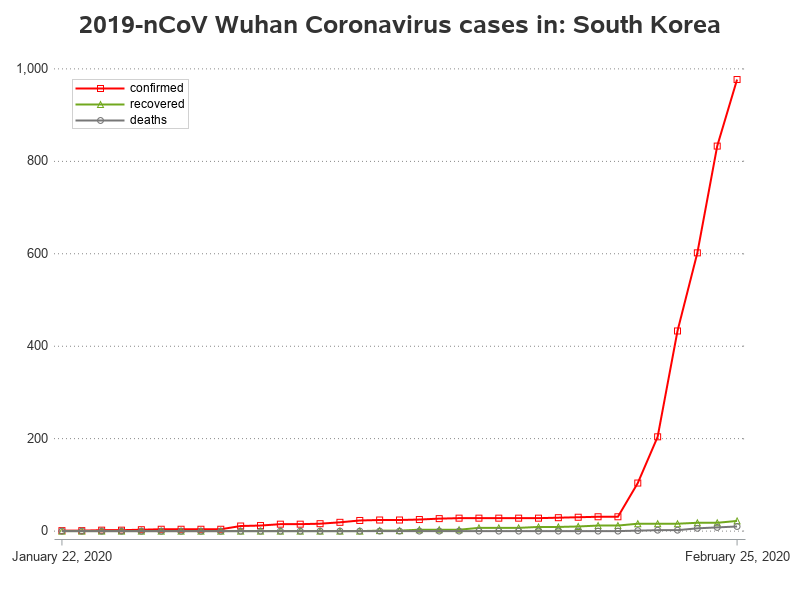 2019-nCoV Wuhan Coronavirus cases in: South Korea
1,000
confirmed
recovered
deaths
800
600
400
200
0
January 22, 2020
February 25, 2020